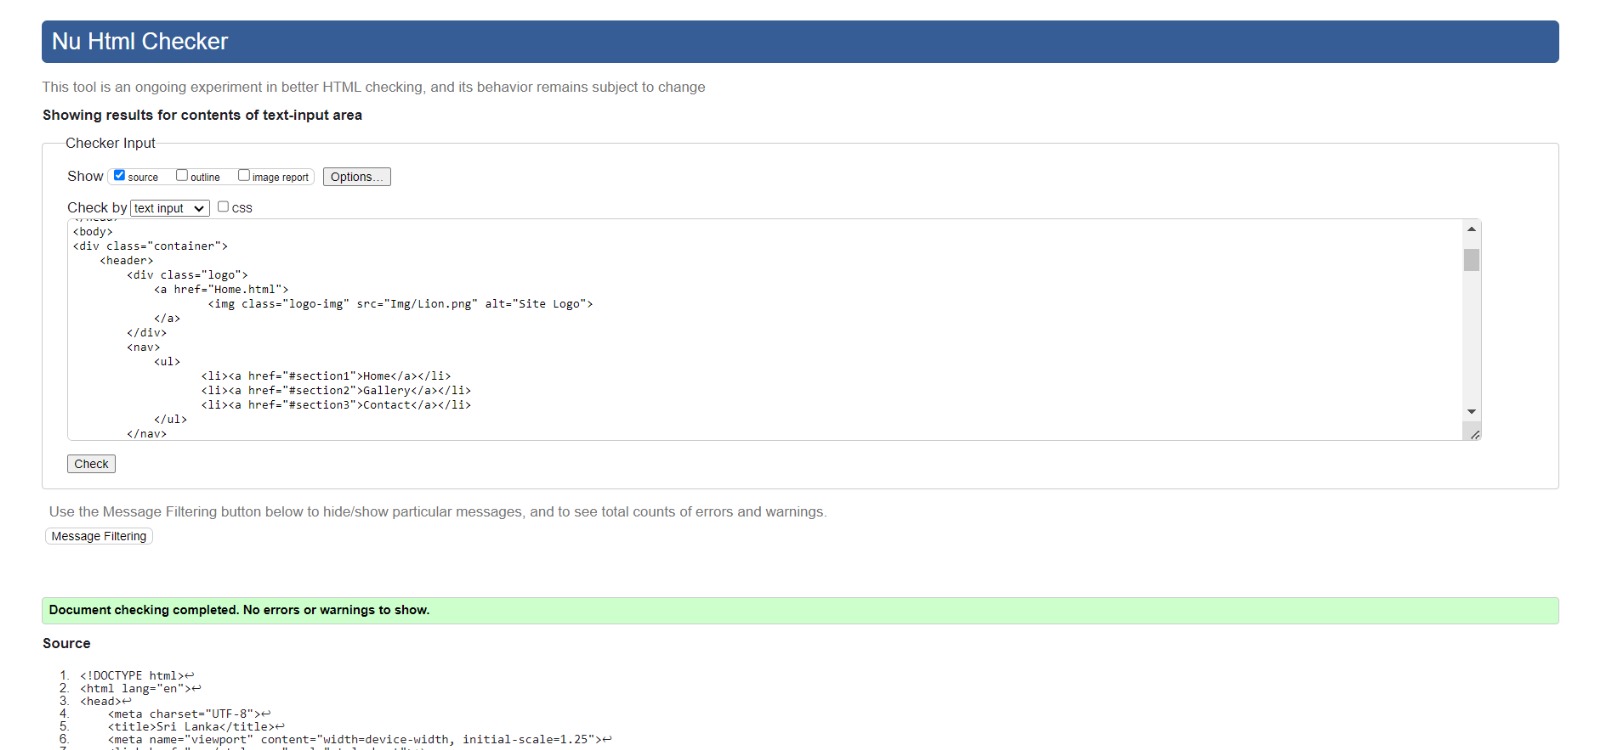 Nu Html Checker
This tool is an ongoing experiment in better HTML checking, and its behavior remains subject to change
Showing results for contents of text-input area
Checker Input
Show source outline image report Options...
Check by text input css
</head>
<body>
<div class="container">
<header>
<div class="logo">
<a href="Home.html">
<img class="logo-img" src="Img/Lion.png" alt="Site Logo">
</a>
</div>
<nav>
<ul>
<li><a href="#section1">Home</a></li>
<li><a href="#section2">Gallery</a></li>
<li><a href="#section3">Contact</a></li>
</ul>
</nav>
Check
Use the Message Filtering button below to hide/show particular messages, and to see total counts of errors and warnings.
Message Filtering
Document checking completed. No errors or warnings to show.
Source
1. <!DOCTYPE html>↩
2. <html lang="en">↩
3. <head>↩
4. <meta charset="UTF-8">↩
5. <title>Sri Lanka</title>↩
6. <meta name="viewport" content="width=device-width, initial-scale=1.25">↩